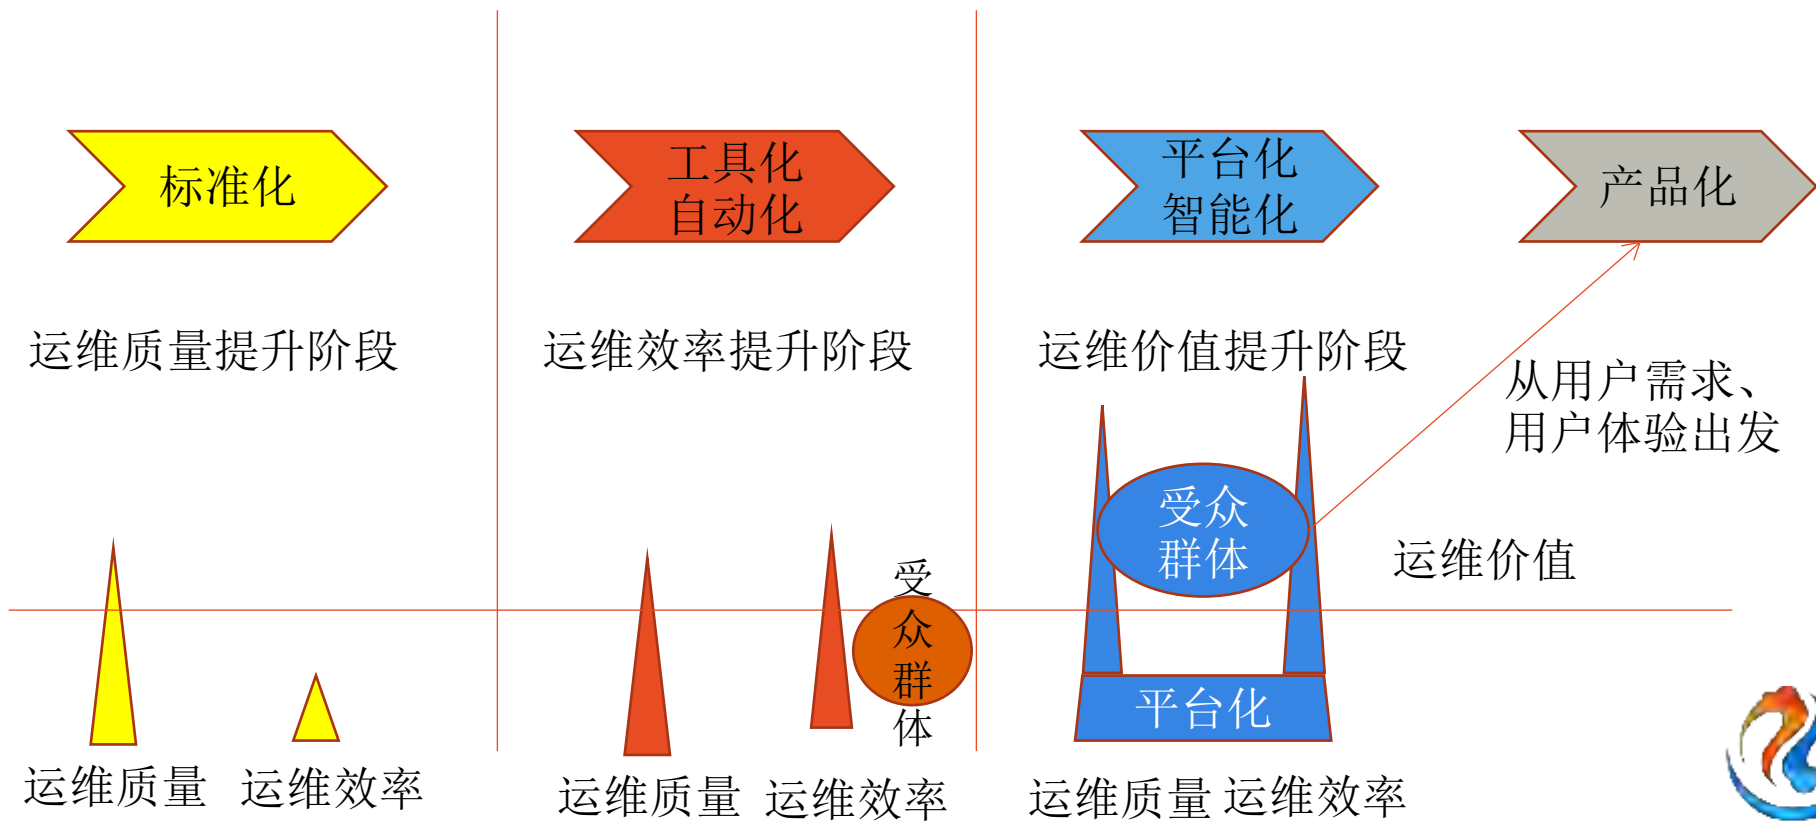 标准化
工具化
自动化
平台化
智能化
产品化
运维质量提升阶段
运维效率提升阶段
运维价值提升阶段
从用户需求、
用户体验出发
受众
群体
运维价值
受
众
群
体
平台化
运维质量
运维效率
运维质量
运维效率
运维质量
运维效率